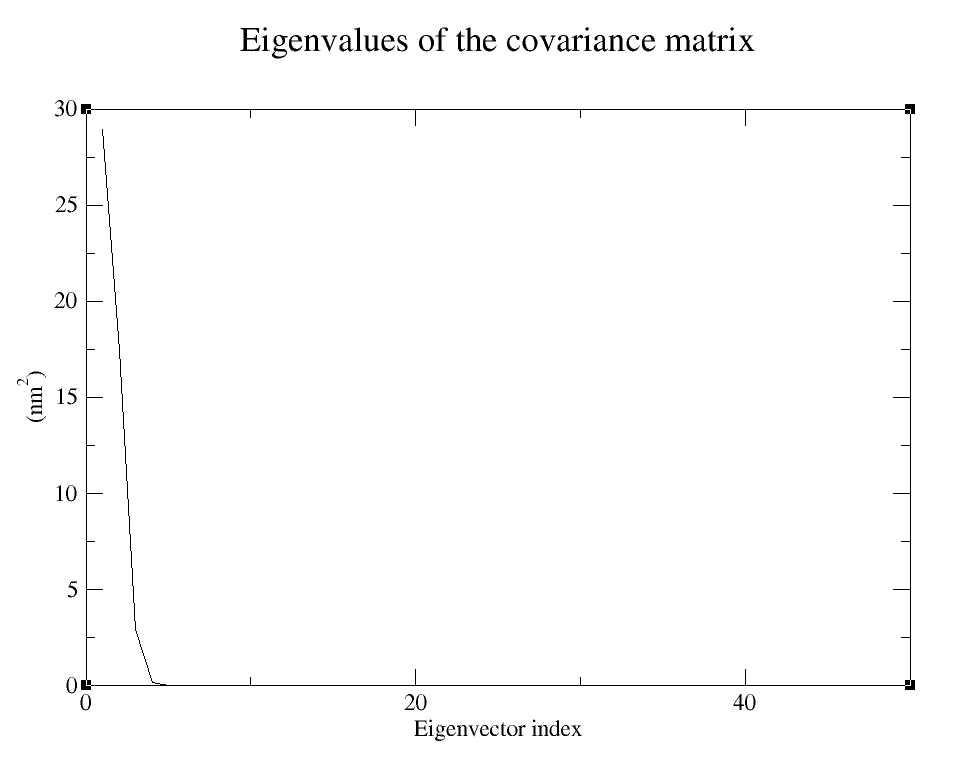 Eigenvalues of the covariance matrix
30
25
20
15
10
5
0
(nm²)
0 20 40
Eigenvector index